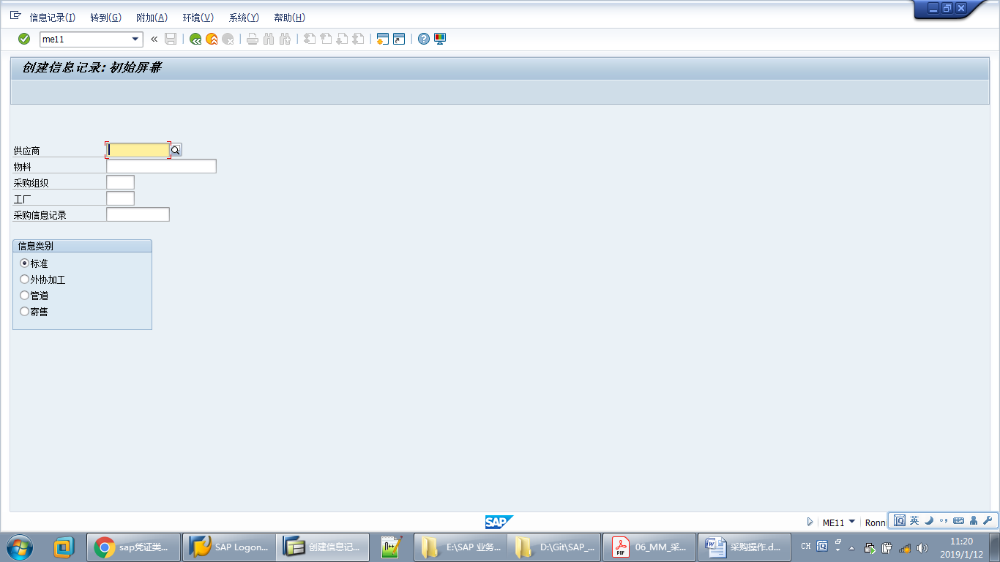 信息记录(I) 转到(G) 附加(A) 环境(V) 系统(Y) 帮助(H)
me11
创建信息记录: 初始屏幕
供应商
物料
采购组织
工厂
采购信息记录
信息类别
标准
外协加工
管道
寄售
SAP ME11 Ronn 英
sap凭证类... SAP Logon... 创建信息记... N++ E:\SAP 业务... D:\Git\SAP_... PDF 06_MM_采... 采购操作.d... CH 11:20
2019/1/12